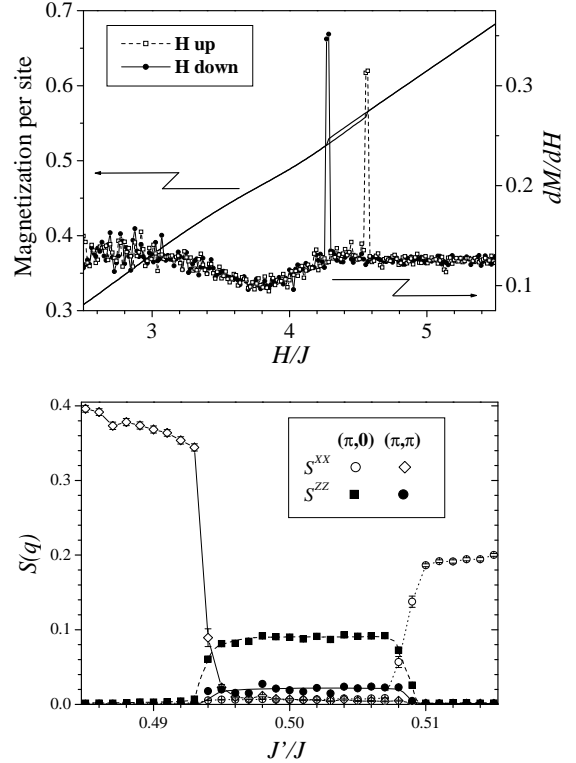 0.7
0.6
0.5
0.4
0.3
Magnetization per site
H up
H down
0.3
0.2
0.1
dM/dH
3
4
5
H/J
0.4
0.3
0.2
0.1
0.0
S(q)
(π,0) (π,π)
S^XX
S^ZZ
0.49
0.50
0.51
J'/J